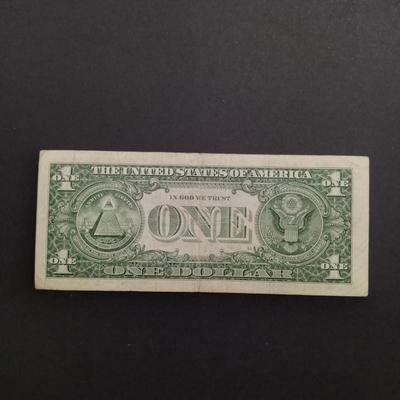 THE UNITED STATES OF AMERICA
1 ONE
ONE 1
IN GOD WE TRUST
ONE
1 ONE
ONE 1
ONE DOLLAR